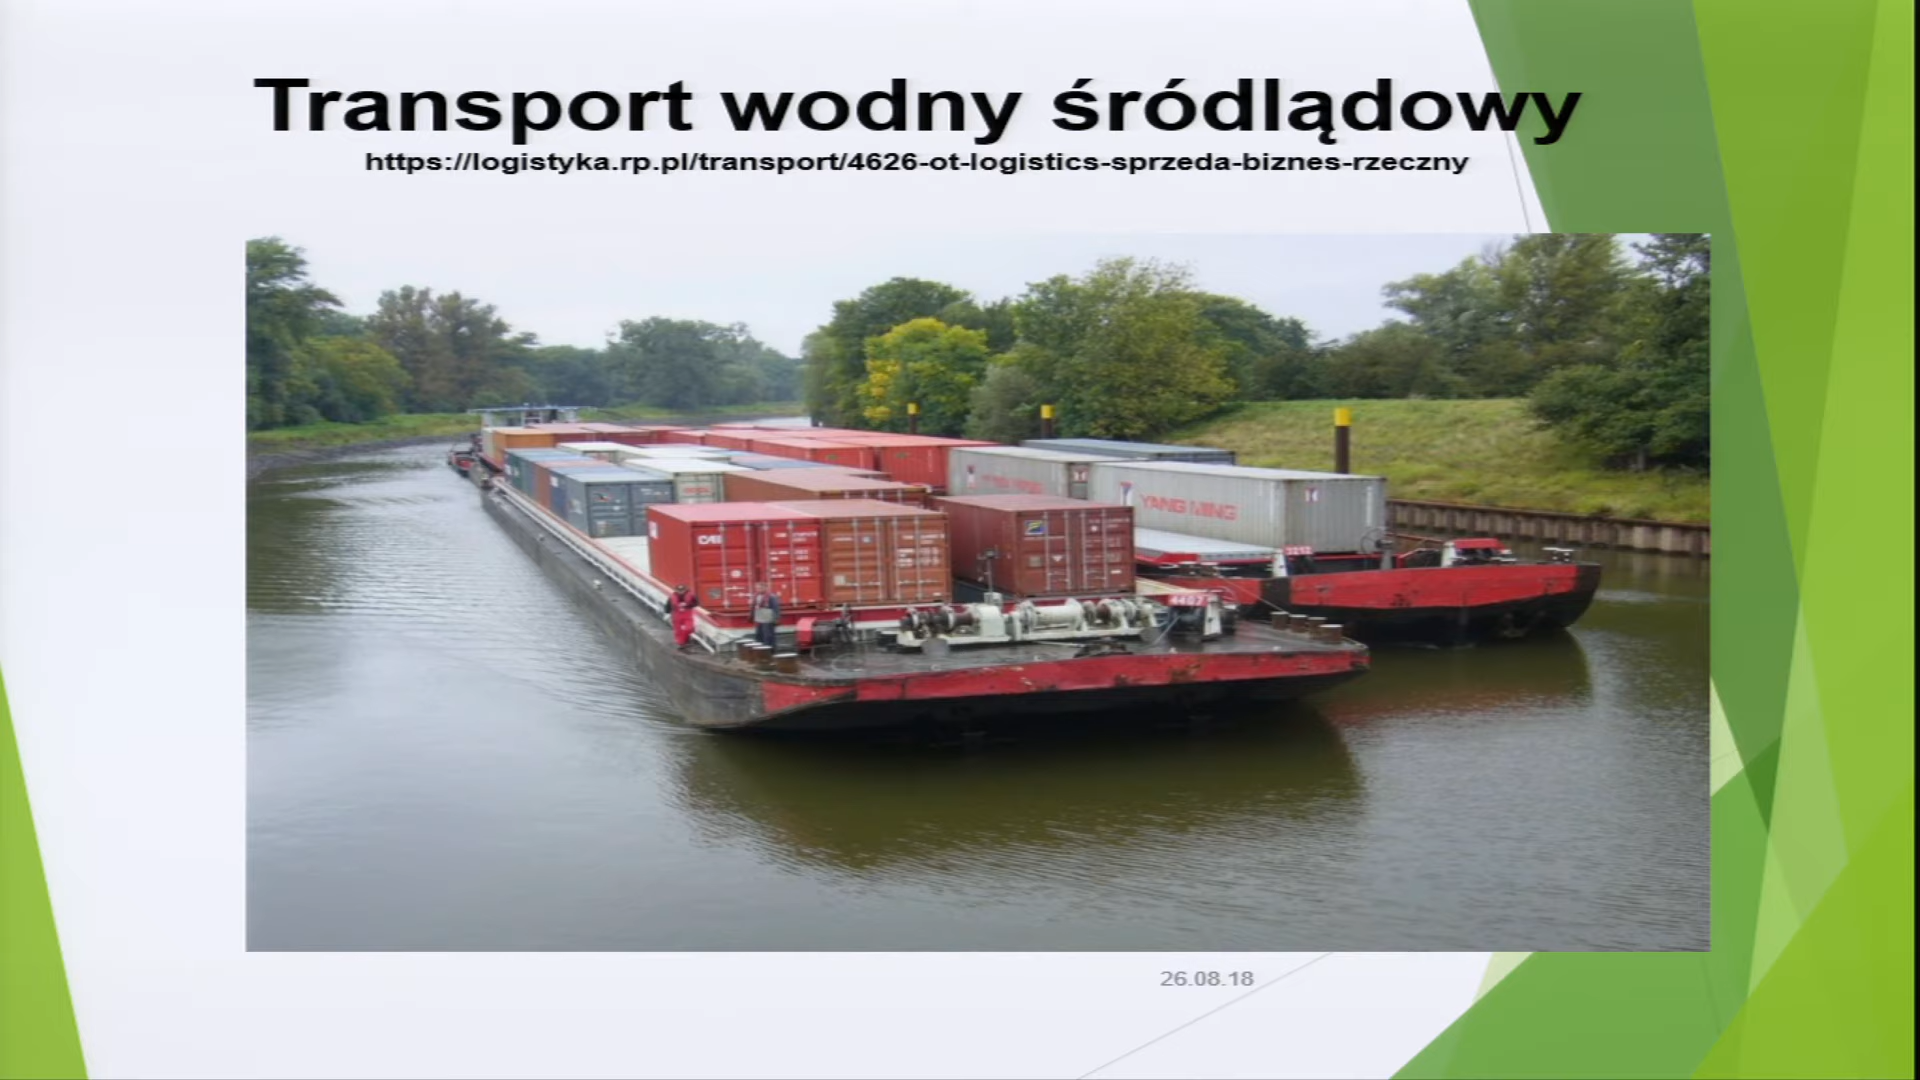 Transport wodny śródlądowy
https://logistyka.rp.pl/transport/4626-ot-logistics-sprzeda-biznes-rzeczny
YANG MING
CAI
26.08.18